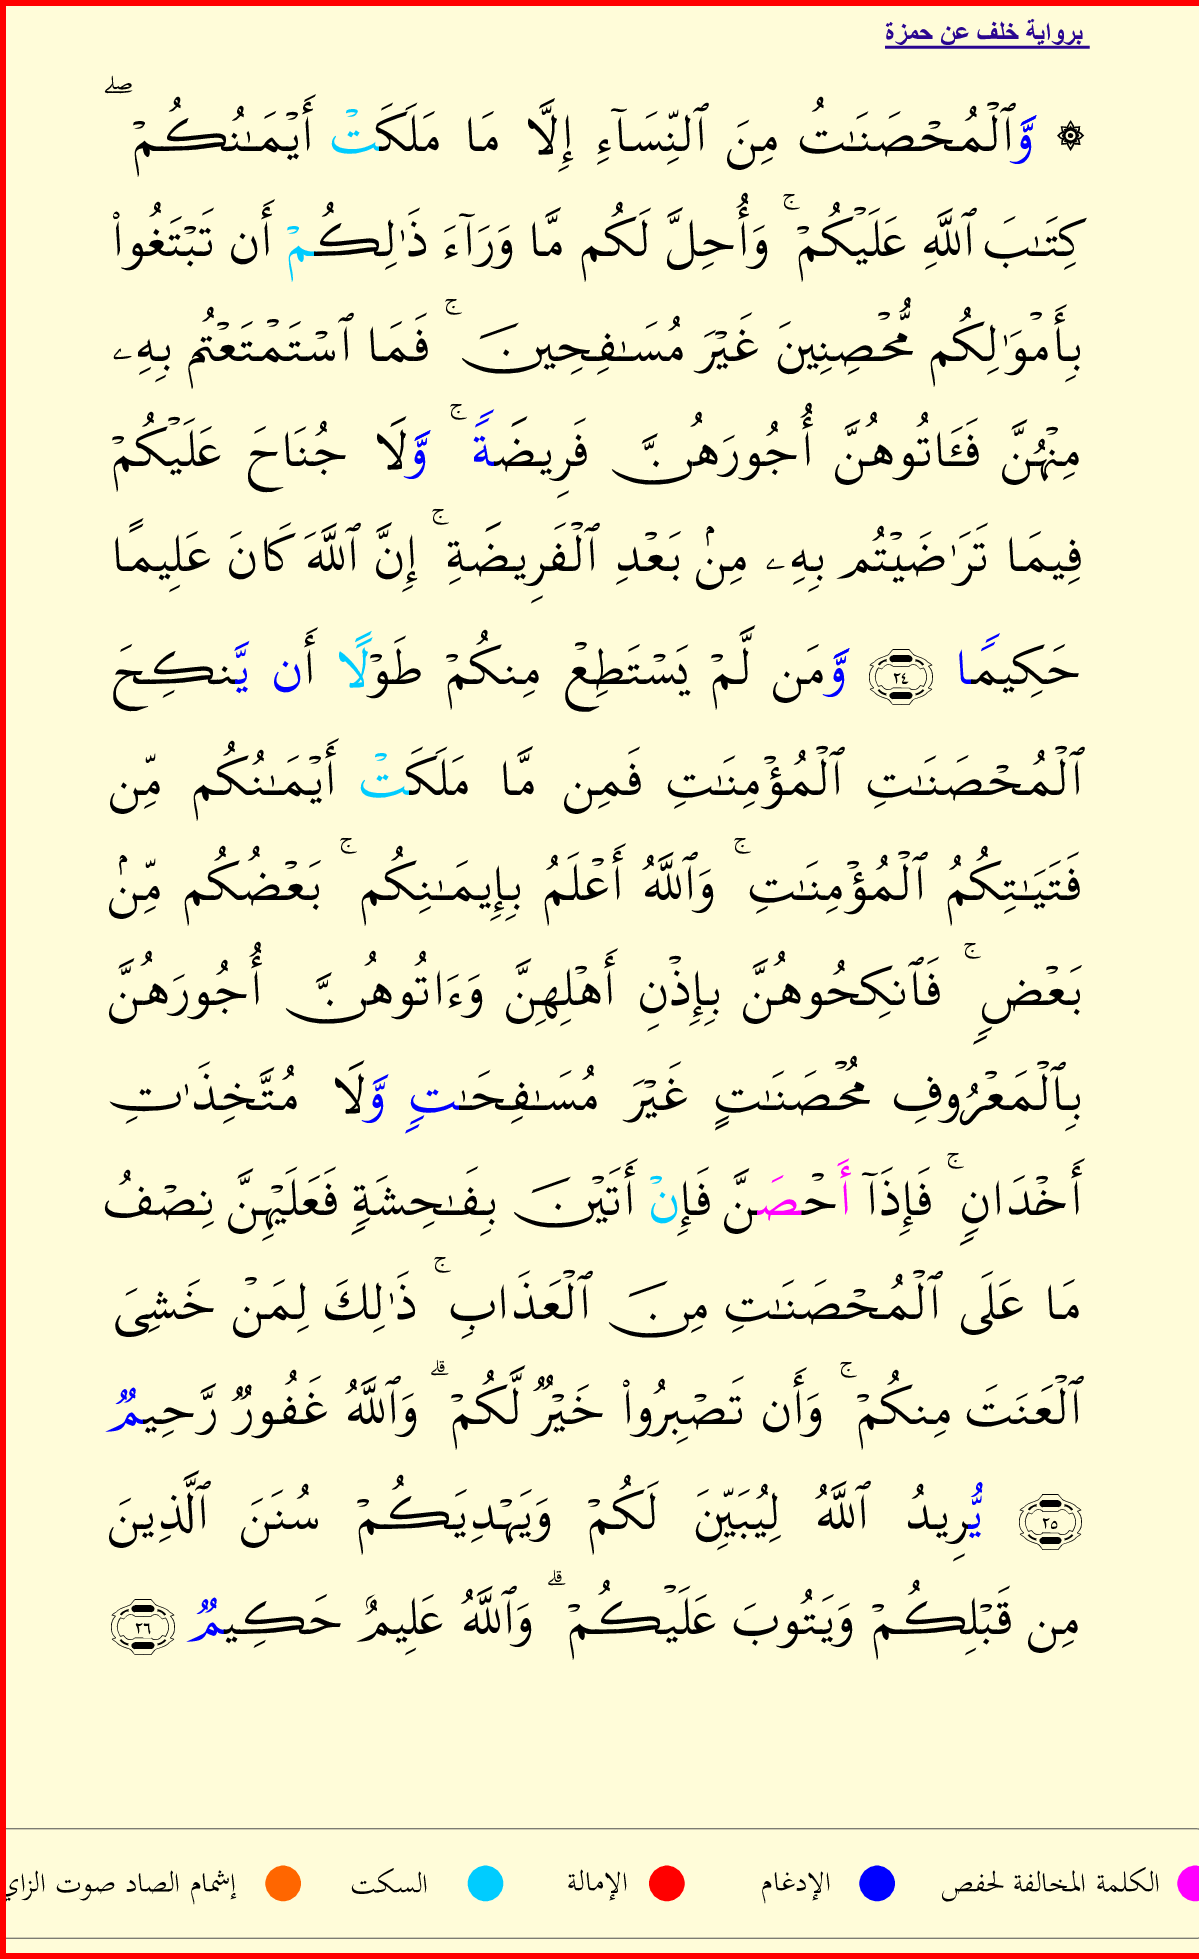 برواية خلف عن حمزة
۞ وَّٱلْمُحْصَنَـٰتُ مِنَ ٱلنِّسَآءِ إِلَّا مَا مَلَكَتْ أَيْمَـٰنُكُمْ ۖ
كِتَـٰبَ ٱللَّهِ عَلَيْكُمْ ۚ وَأُحِلَّ لَكُم مَّا وَرَآءَ ذَٰلِكُمْ أَن تَبْتَغُوا۟
بِأَمْوَٰلِكُم مُّحْصِنِينَ غَيْرَ مُسَـٰفِحِينَ ۚ فَمَا ٱسْتَمْتَعْتُم بِهِۦ
مِنْهُنَّ فَـَٔاتُوهُنَّ أُجُورَهُنَّ فَرِيضَةً ۚ وَّلَا جُنَاحَ عَلَيْكُمْ
فِيمَا تَرَٰضَيْتُم بِهِۦ مِنۢ بَعْدِ ٱلْفَرِيضَةِ ۚ إِنَّ ٱللَّهَ كَانَ عَلِيمًا
حَكِيمًا ٢٤ وَّمَن لَّمْ يَسْتَطِعْ مِنكُمْ طَوْلًا أَن يَّنكِحَ
ٱلْمُحْصَنَـٰتِ ٱلْمُؤْمِنَـٰتِ فَمِن مَّا مَلَكَتْ أَيْمَـٰنُكُم مِّن
فَتَيَـٰتِكُمُ ٱلْمُؤْمِنَـٰتِ ۚ وَٱللَّهُ أَعْلَمُ بِإِيمَـٰنِكُم ۚ بَعْضُكُم مِّنۢ
بَعْضٍ ۚ فَٱنكِحُوهُنَّ بِإِذْنِ أَهْلِهِنَّ وَءَاتُوهُنَّ أُجُورَهُنَّ
بِٱلْمَعْرُوفِ مُحْصَنَـٰتٍ غَيْرَ مُسَـٰفِحَـٰتٍ وَّلَا مُتَّخِذَٰتِ
أَخْدَانٍ ۚ فَإِذَآ أَحْصَنَّ فَإِنْ أَتَيْنَ بِفَـٰحِشَةٍ فَعَلَيْهِنَّ نِصْفُ
مَا عَلَى ٱلْمُحْصَنَـٰتِ مِنَ ٱلْعَذَابِ ۚ ذَٰلِكَ لِمَنْ خَشِىَ
ٱلْعَنَتَ مِنكُمْ ۚ وَأَن تَصْبِرُوا۟ خَيْرٌ لَّكُمْ ۗ وَٱللَّهُ غَفُورٌ رَّحِيمٌ
٢٥ يُّرِيدُ ٱللَّهُ لِيُبَيِّنَ لَكُمْ وَيَهْدِيَكُمْ سُنَنَ ٱلَّذِينَ
مِن قَبْلِكُمْ وَيَتُوبَ عَلَيْكُمْ ۗ وَٱللَّهُ عَلِيمٌ حَكِيمٌ ٢٦
الكلمة المخالفة لحفص الإدغام الإمالة السكت إشمام الصاد صوت الزاي